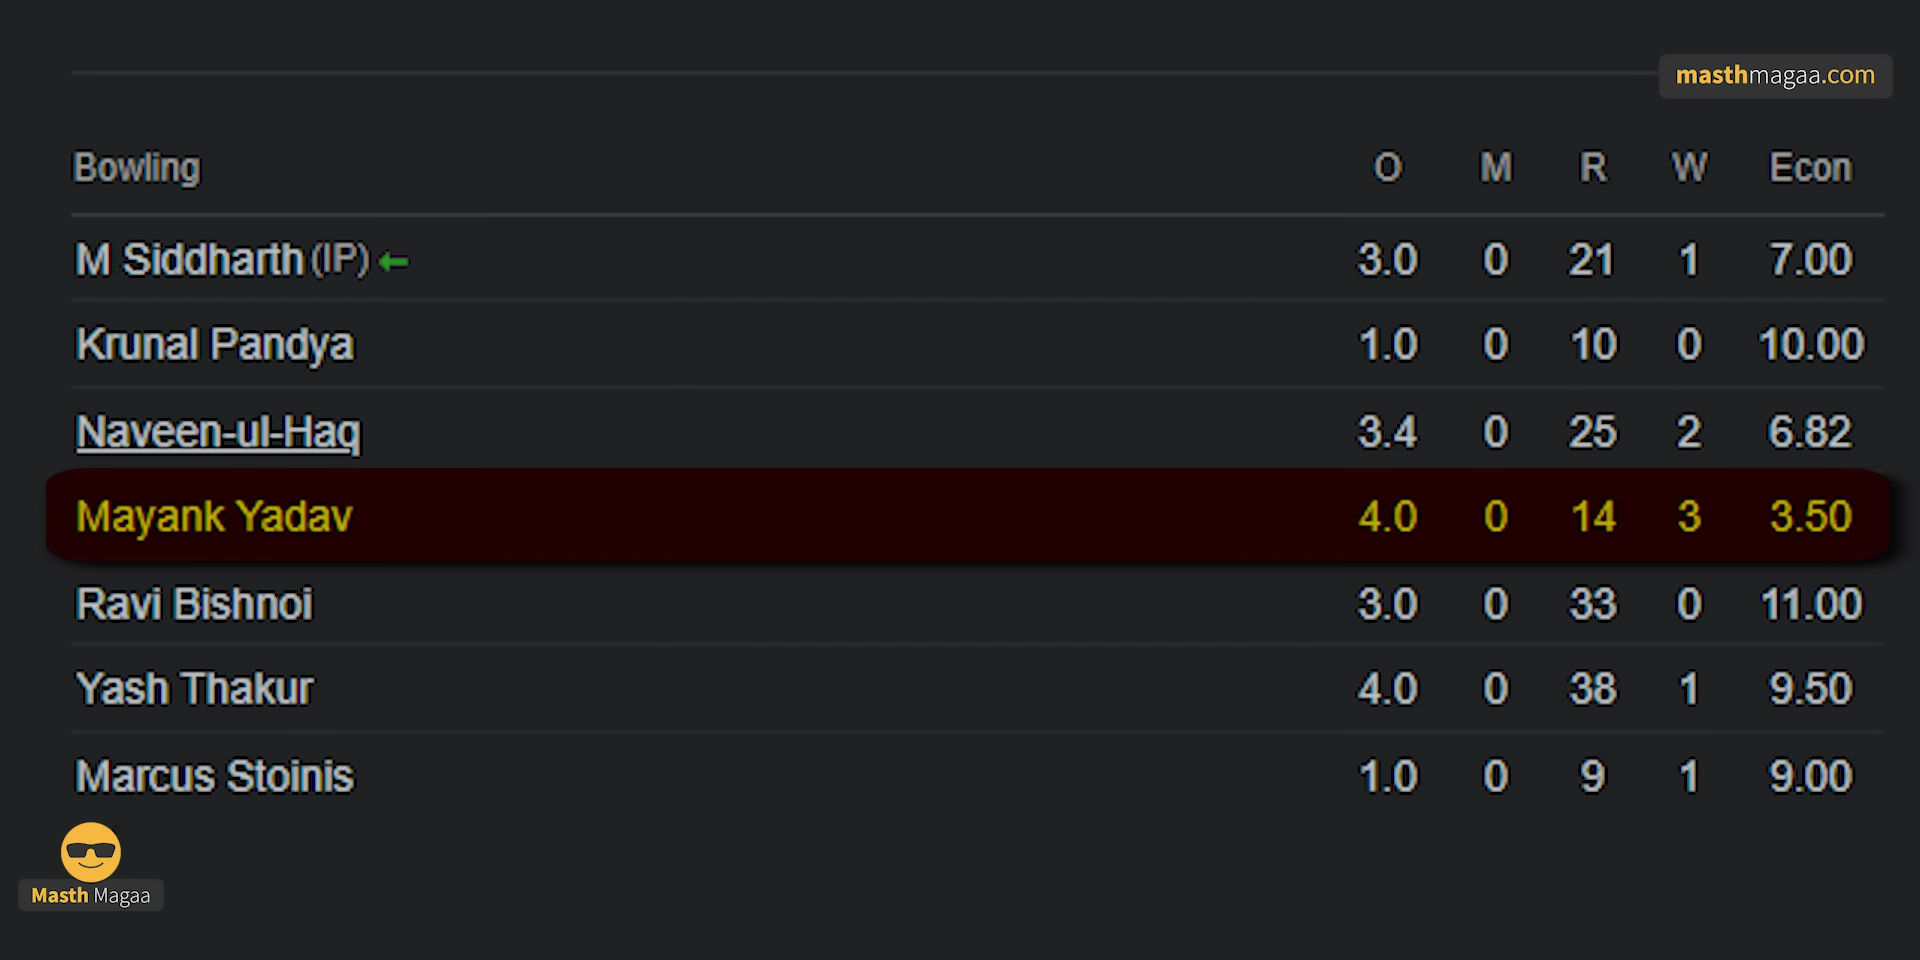 masthmagaa.com
Bowling O M R W Econ
M Siddharth (IP) 3.0 0 21 1 7.00
Krunal Pandya 1.0 0 10 0 10.00
Naveen-ul-Haq 3.4 0 25 2 6.82
Mayank Yadav 4.0 0 14 3 3.50
Ravi Bishnoi 3.0 0 33 0 11.00
Yash Thakur 4.0 0 38 1 9.50
Marcus Stoinis 1.0 0 9 1 9.00
Masth Magaa